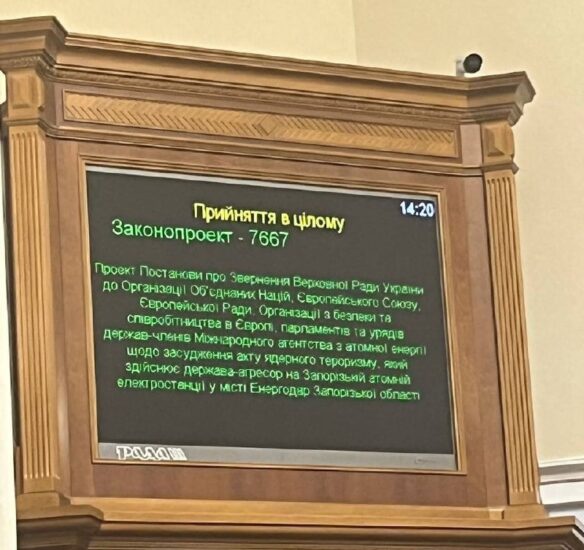 14:20
Прийняття в цілому
Законопроект - 7667
Проект Постанови про Звернення Верховної Ради України
до Організації Об'єднаних Націй, Європейського Союзу,
Європейської Ради, Організації з безпеки та
співробітництва в Європі, парламентів та урядів
держав-членів Міжнародного агентства з атомної енергії
щодо засудження акту ядерного тероризму, який
здійснює держава-агресор на Запорізькій атомній
електростанції у місті Енергодар Запорізької області
РАДА